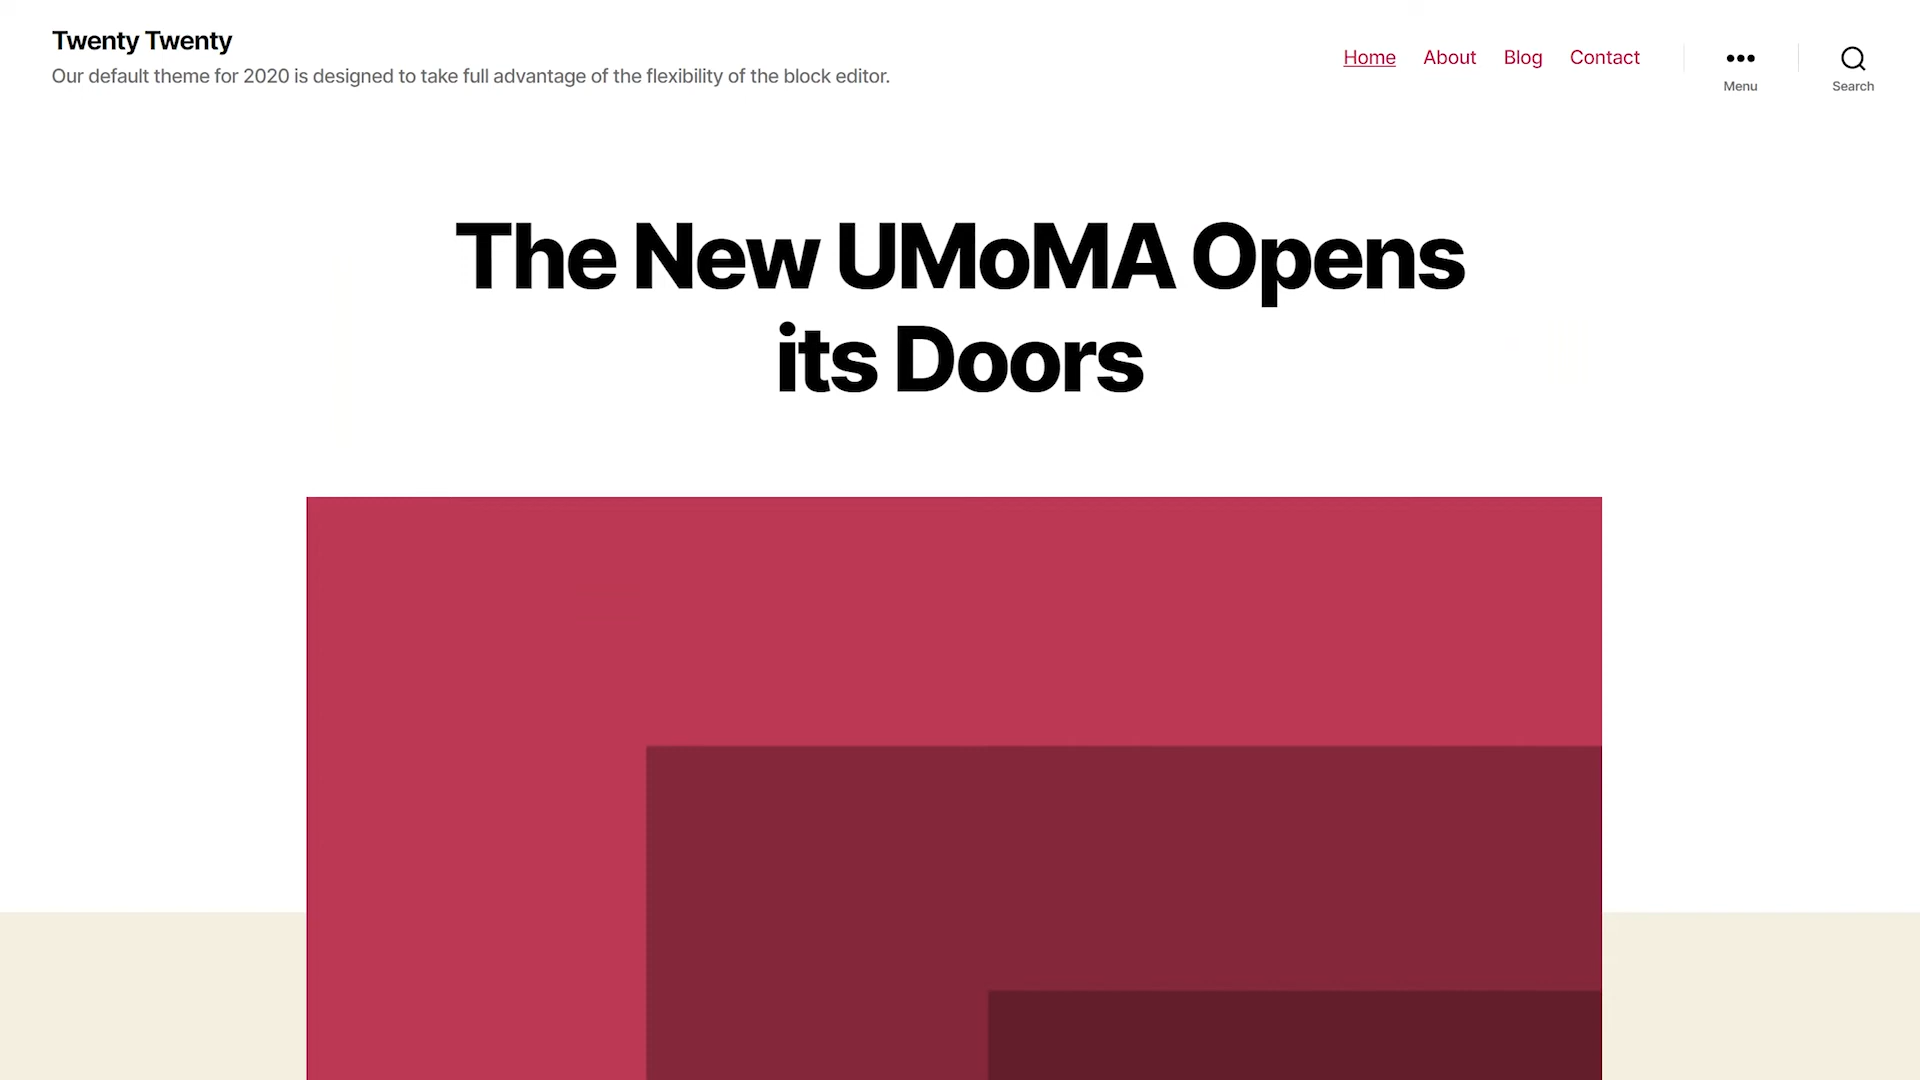 Twenty Twenty
Our default theme for 2020 is designed to take full advantage of the flexibility of the block editor.
Home About Blog Contact
Menu
Search
The New UMoMA Opens
its Doors